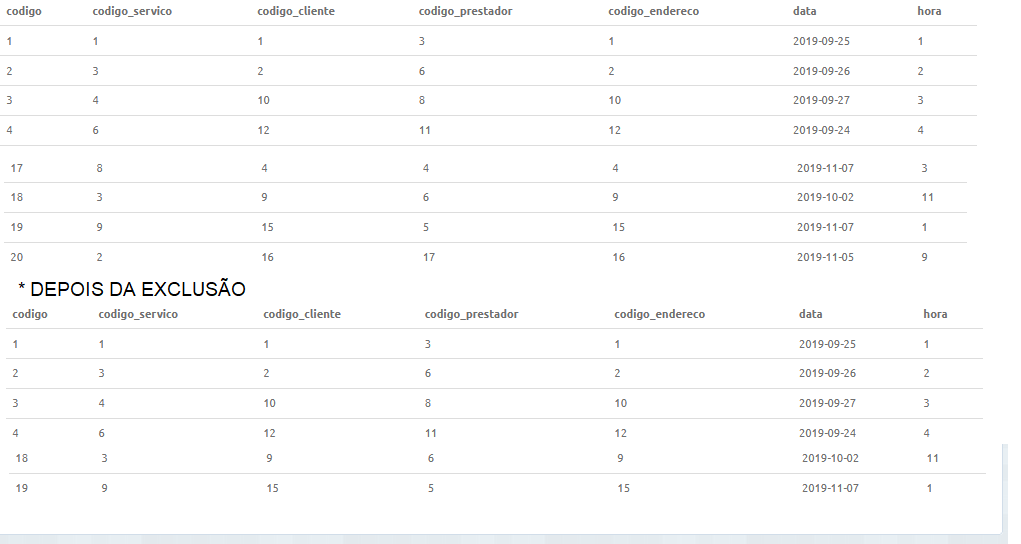 codigo codigo_servico codigo_cliente codigo_prestador codigo_endereco data hora
1 1 1 3 1 2019-09-25 1
2 3 2 6 2 2019-09-26 2
3 4 10 8 10 2019-09-27 3
4 6 12 11 12 2019-09-24 4
17 8 4 4 4 2019-11-07 3
18 3 9 6 9 2019-10-02 11
19 9 15 5 15 2019-11-07 1
20 2 16 17 16 2019-11-05 9
* DEPOIS DA EXCLUSÃO
codigo codigo_servico codigo_cliente codigo_prestador codigo_endereco data hora
1 1 1 3 1 2019-09-25 1
2 3 2 6 2 2019-09-26 2
3 4 10 8 10 2019-09-27 3
4 6 12 11 12 2019-09-24 4
18 3 9 6 9 2019-10-02 11
19 9 15 5 15 2019-11-07 1